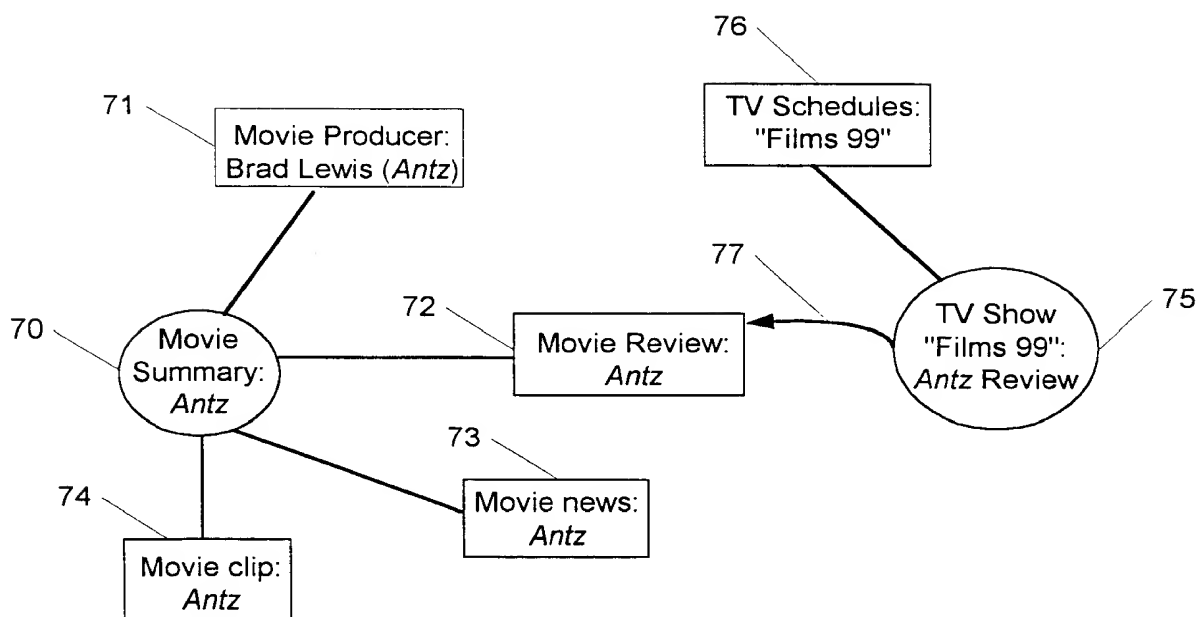 76
71
TV Schedules:
"Films 99"
Movie Producer:
Brad Lewis (Antz)
77
72
75
70
Movie
Summary:
Antz
Movie Review:
Antz
TV Show
"Films 99":
Antz Review
73
74
Movie news:
Antz
Movie clip:
Antz